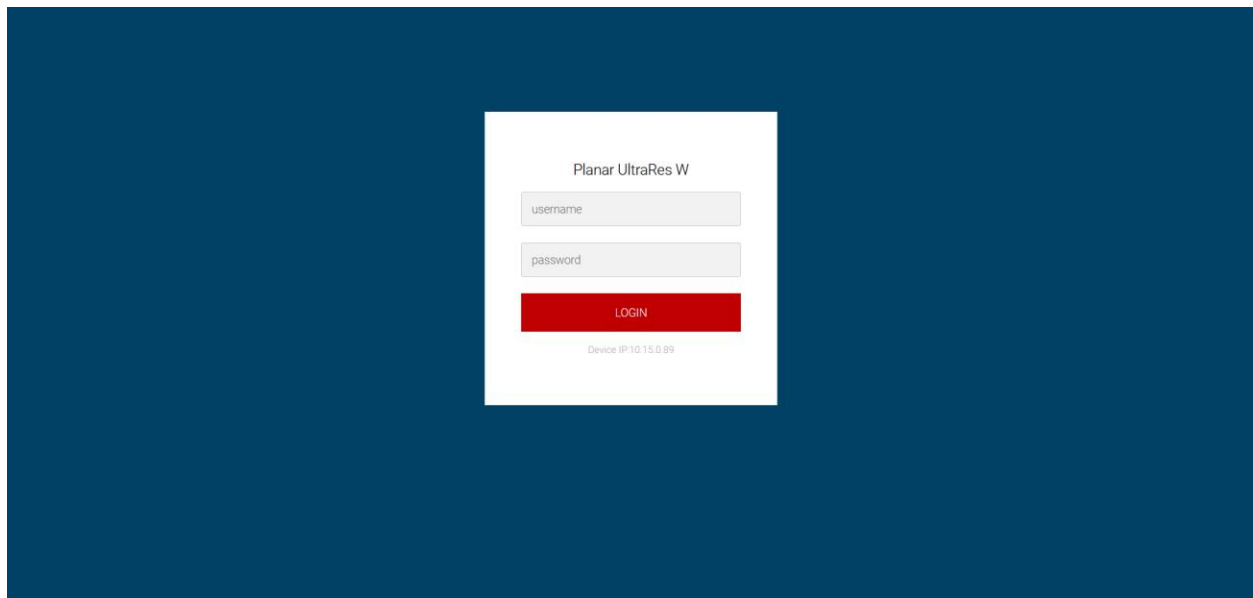 Planar UltraRes W
username
password
LOGIN
Device IP:10.15.0.89